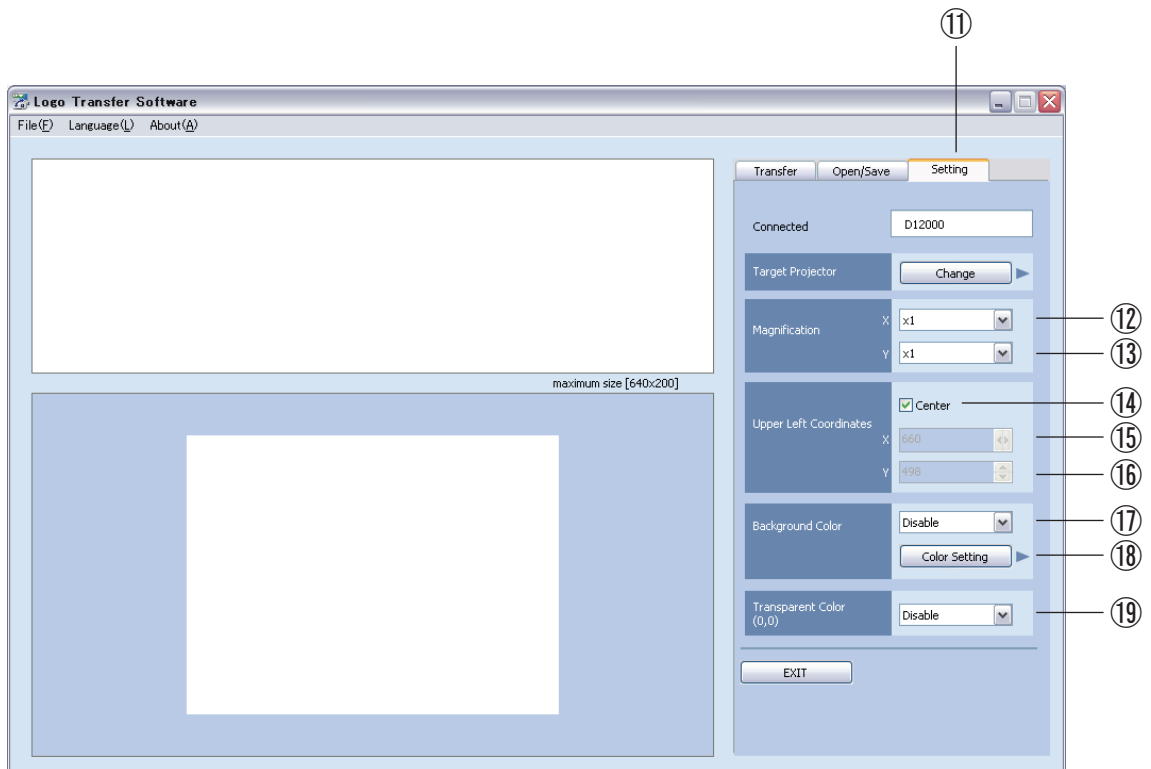 ⑪
Logo Transfer Software
File(F) Language(L) About(A)
Transfer Open/Save Setting
Connected D12000
Target Projector Change
Magnification X x1 ⑫
Y x1 ⑬
maximum size [640x200]
Center ⑭
Upper Left Coordinates X 660 ⑮
Y 498 ⑯
Background Color Disable ⑰
Color Setting ⑱
Transparent Color
(0,0) Disable ⑲
EXIT